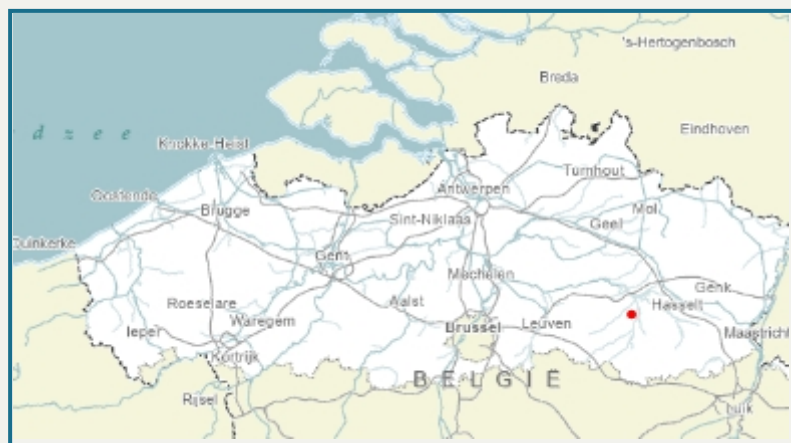 's-Hertogenbosch
Breda
dzee
Eindhoven
Knokke-Heist
Turnhout
Antwerpen
Oostende
Mol
Brugge
Sint-Niklaas
Geel
Duinkerke
Gent
Mechelen
Genk
Roeselare
Aalst
Hasselt
Ieper
Waregem
Brussel
Leuven
Maastricht
Kortrijk
BELGIË
Rijsel
Luik